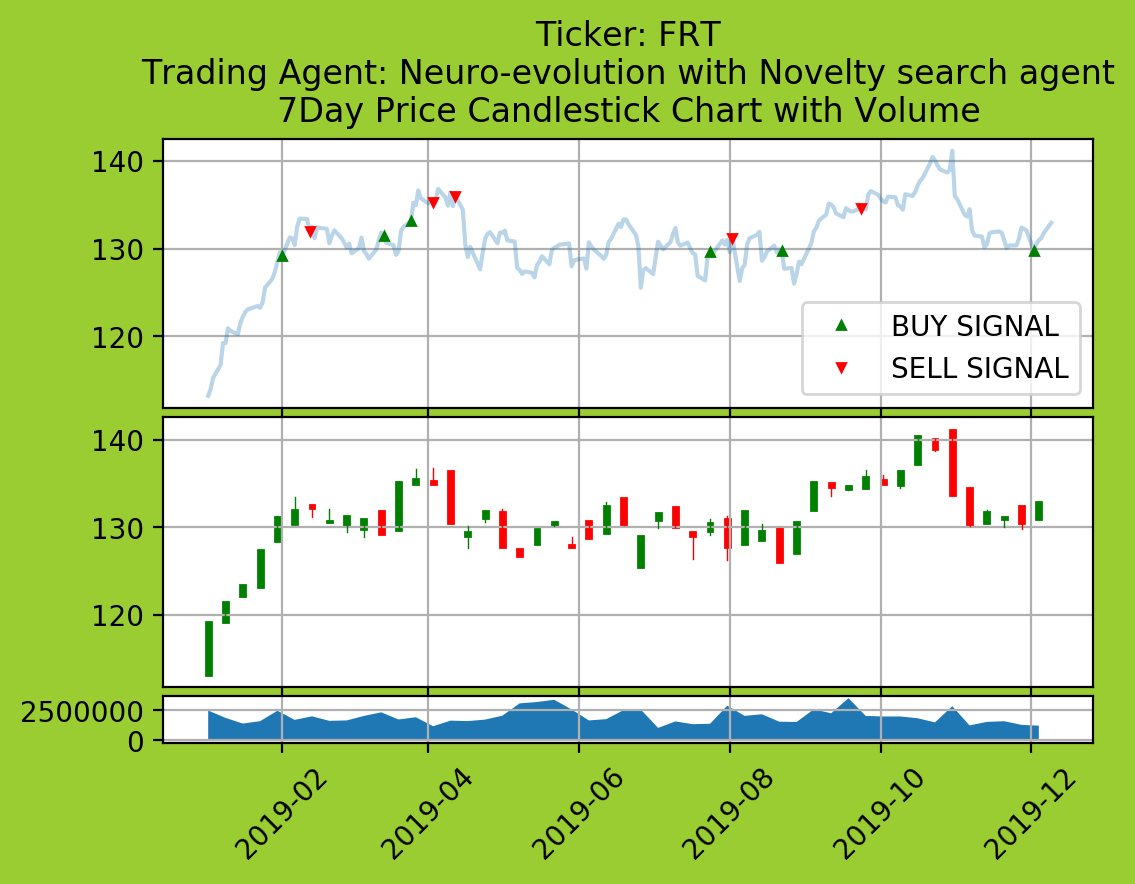 Ticker: FRT
Trading Agent: Neuro-evolution with Novelty search agent
7Day Price Candlestick Chart with Volume
140
130
120
BUY SIGNAL
SELL SIGNAL
140
130
120
2500000
0
2019-02
2019-04
2019-06
2019-08
2019-10
2019-12